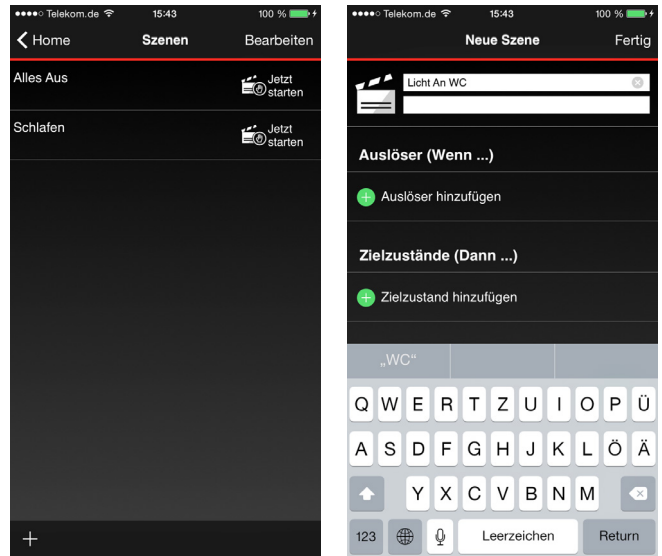 Telekom.de 15:43 100 %
Home Szenen Bearbeiten
Alles Aus
Jetzt
starten
Schlafen
Jetzt
starten
+
Telekom.de 15:43 100 %
Neue Szene Fertig
Licht An WC
Auslöser (Wenn ...)
Auslöser hinzufügen
Zielzustände (Dann ...)
Zielzustand hinzufügen
„WC“
Q W E R T Z U I O P Ü
A S D F G H J K L Ö Ä
Y X C V B N M
123 Leerzeichen Return